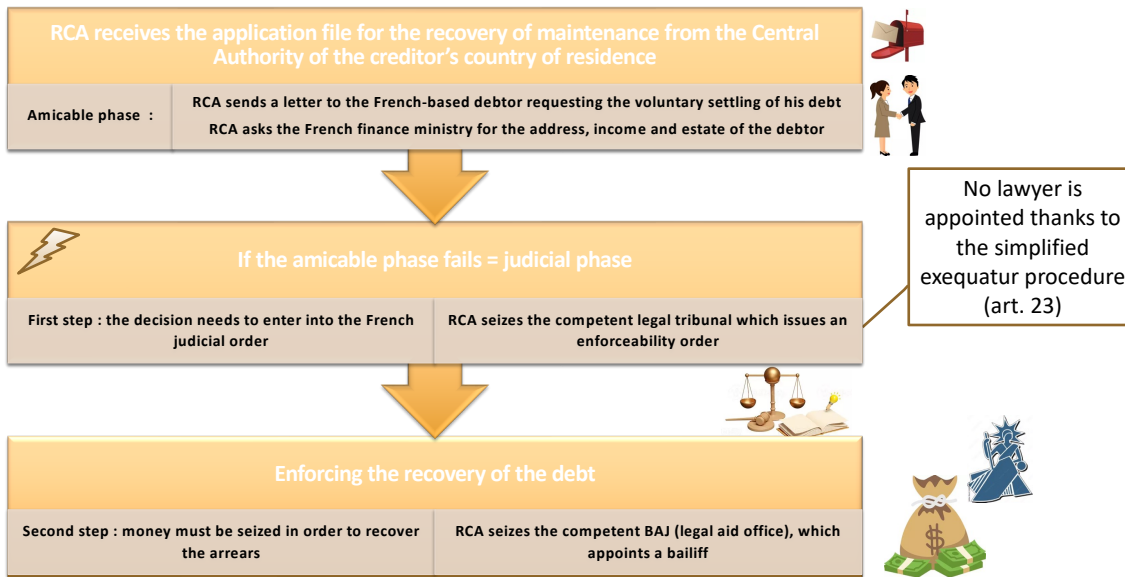 RCA receives the application file for the recovery of maintenance from the Central
Authority of the creditor's country of residence
Amicable phase :
RCA sends a letter to the French-based debtor requesting the voluntary settling of his debt
RCA asks the French finance ministry for the address, income and estate of the debtor
No lawyer is
appointed thanks to
the simplified
exequatur procedure
(art. 23)
If the amicable phase fails = judicial phase
First step : the decision needs to enter into the French
judicial order
RCA seizes the competent legal tribunal which issues an
enforceability order
Enforcing the recovery of the debt
Second step : money must be seized in order to recover
the arrears
RCA seizes the competent BAJ (legal aid office), which
appoints a bailiff
$